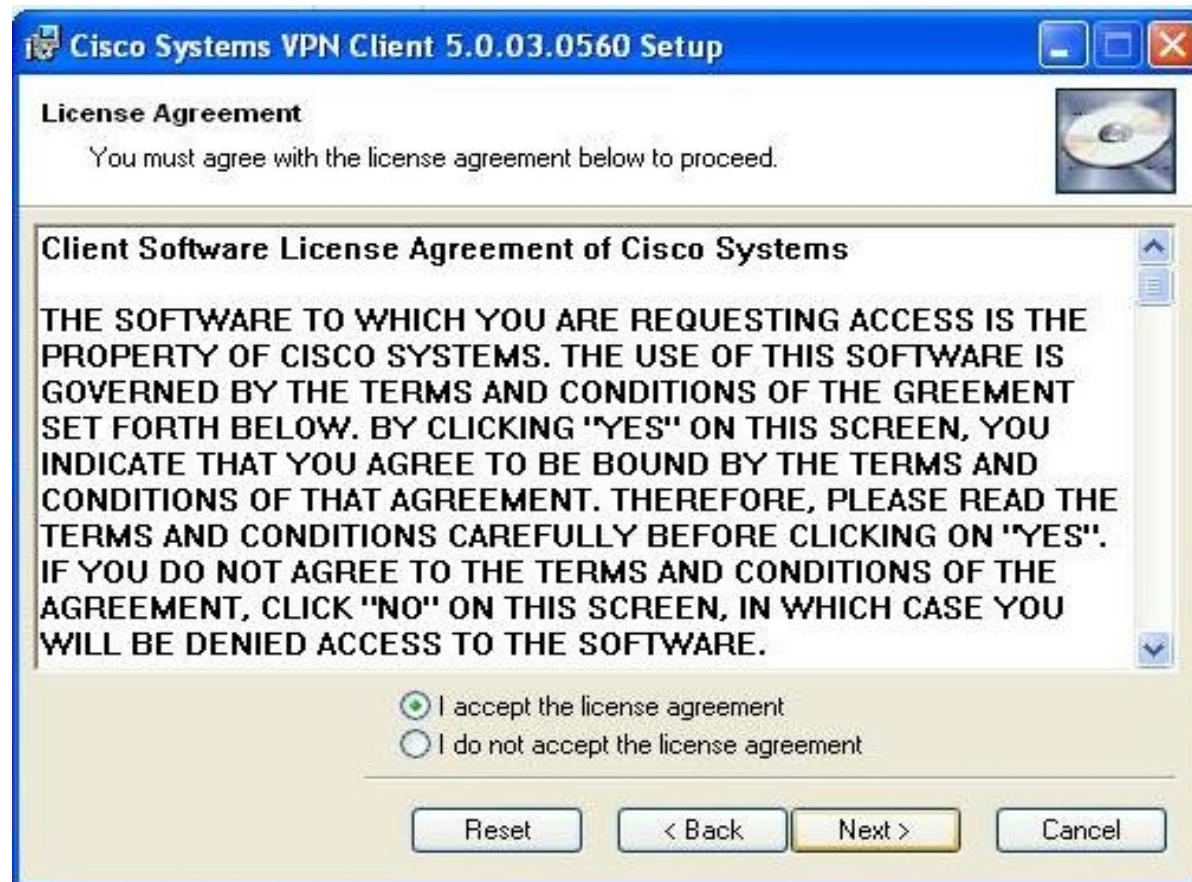 Cisco Systems VPN Client 5.0.03.0560 Setup
License Agreement
You must agree with the license agreement below to proceed.
Client Software License Agreement of Cisco Systems
THE SOFTWARE TO WHICH YOU ARE REQUESTING ACCESS IS THE
PROPERTY OF CISCO SYSTEMS. THE USE OF THIS SOFTWARE IS
GOVERNED BY THE TERMS AND CONDITIONS OF THE GREEMENT
SET FORTH BELOW. BY CLICKING "YES" ON THIS SCREEN, YOU
INDICATE THAT YOU AGREE TO BE BOUND BY THE TERMS AND
CONDITIONS OF THAT AGREEMENT. THEREFORE, PLEASE READ THE
TERMS AND CONDITIONS CAREFULLY BEFORE CLICKING ON "YES".
IF YOU DO NOT AGREE TO THE TERMS AND CONDITIONS OF THE
AGREEMENT, CLICK "NO" ON THIS SCREEN, IN WHICH CASE YOU
WILL BE DENIED ACCESS TO THE SOFTWARE.
I accept the license agreement
I do not accept the license agreement
Reset < Back Next > Cancel